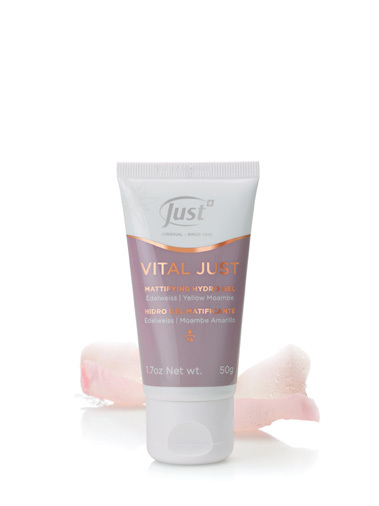 Just
VITAL JUST
MATTIFYING HYDRA GEL
Edelweiss | Yellow Moambe
HIDRO GEL MATIFICANTE
Edelweiss | Moambe Amarillo
1.7oz Net wt. 50g